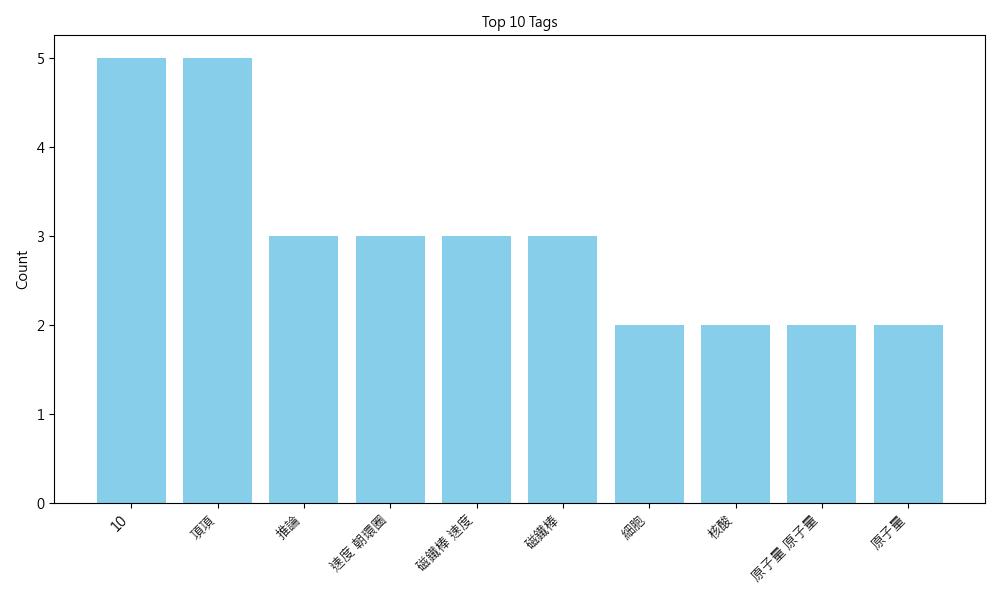 Top 10 Tags
Count
5
4
3
2
1
0
10
項項
推論
速度 朝環圈
磁鐵棒 速度
磁鐵棒
細胞
核酸
原子量 原子量
原子量